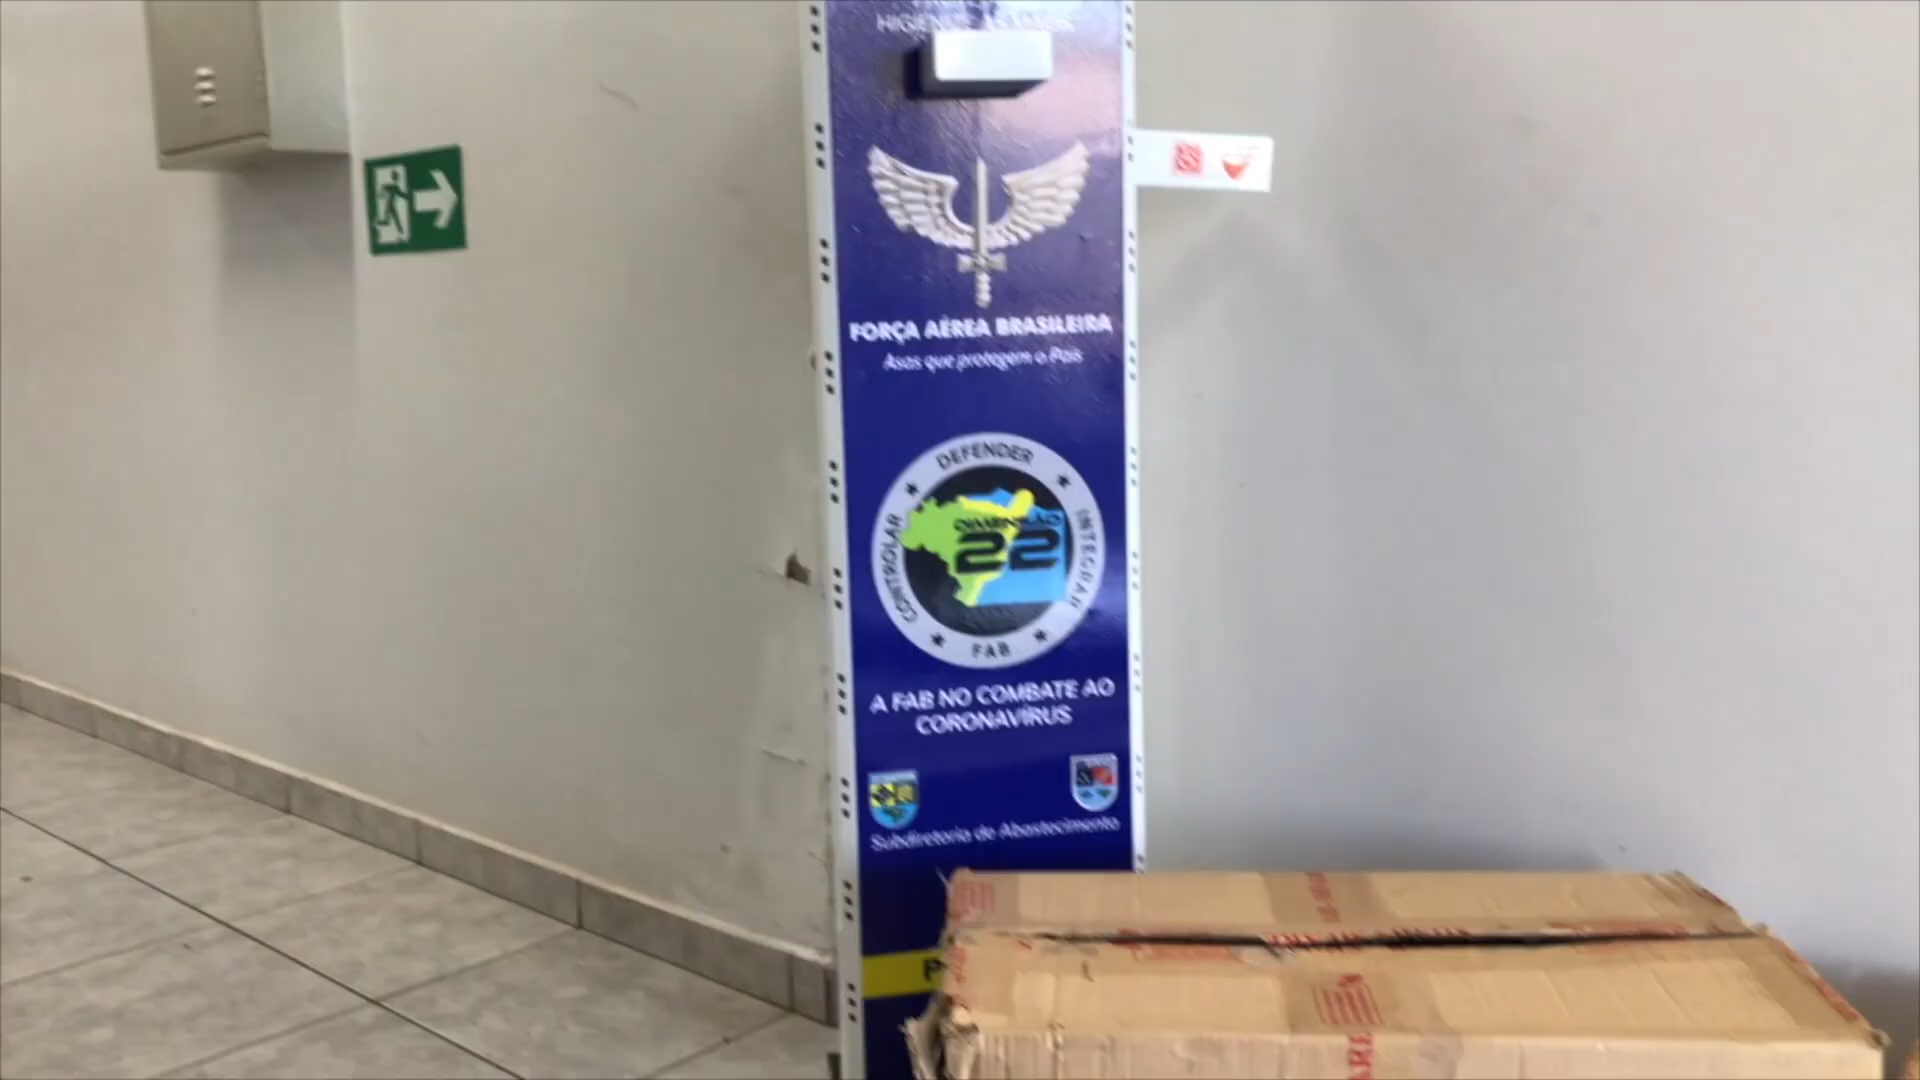 FORÇA AÉREA BRASILEIRA
Asas que protegem o País
DEFENDER
CONTROLAR
INTEGRAR
DIMENSÃO
22
FAB
A FAB NO COMBATE AO
CORONAVÍRUS
Subdiretoria de Abastecimento
P